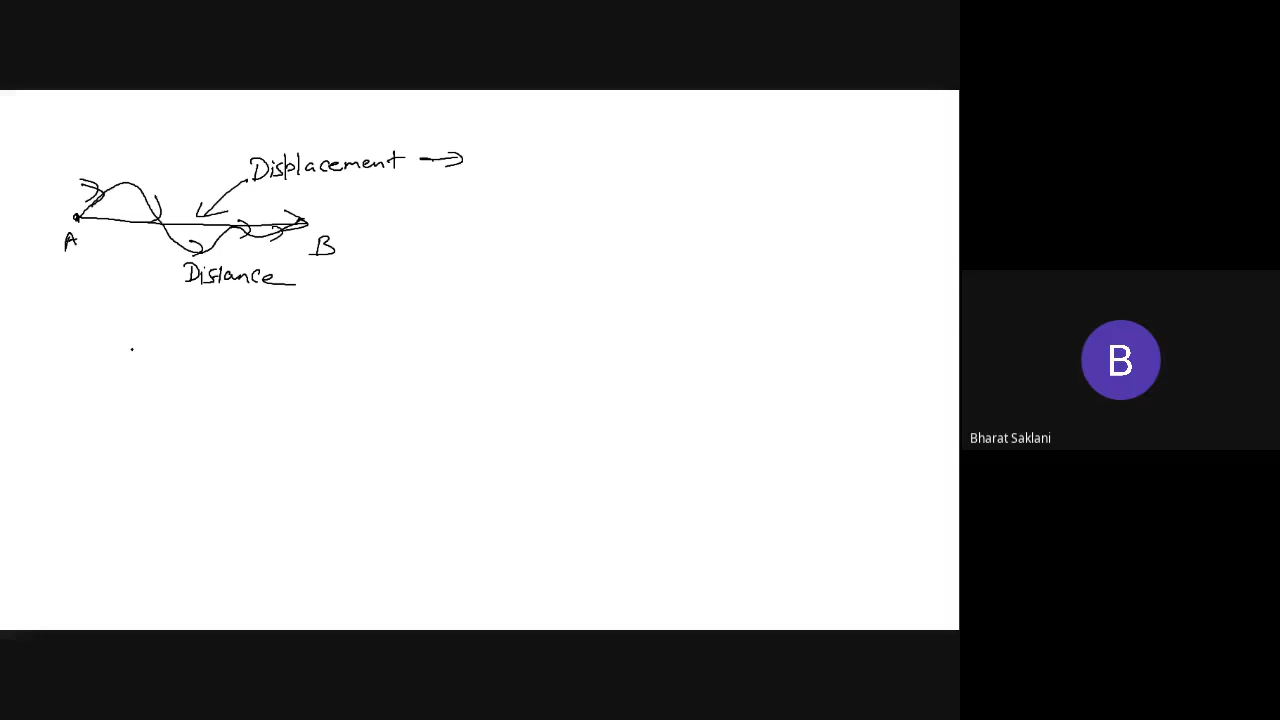 Displacement →
A
B
Distance
B
Bharat Saklani